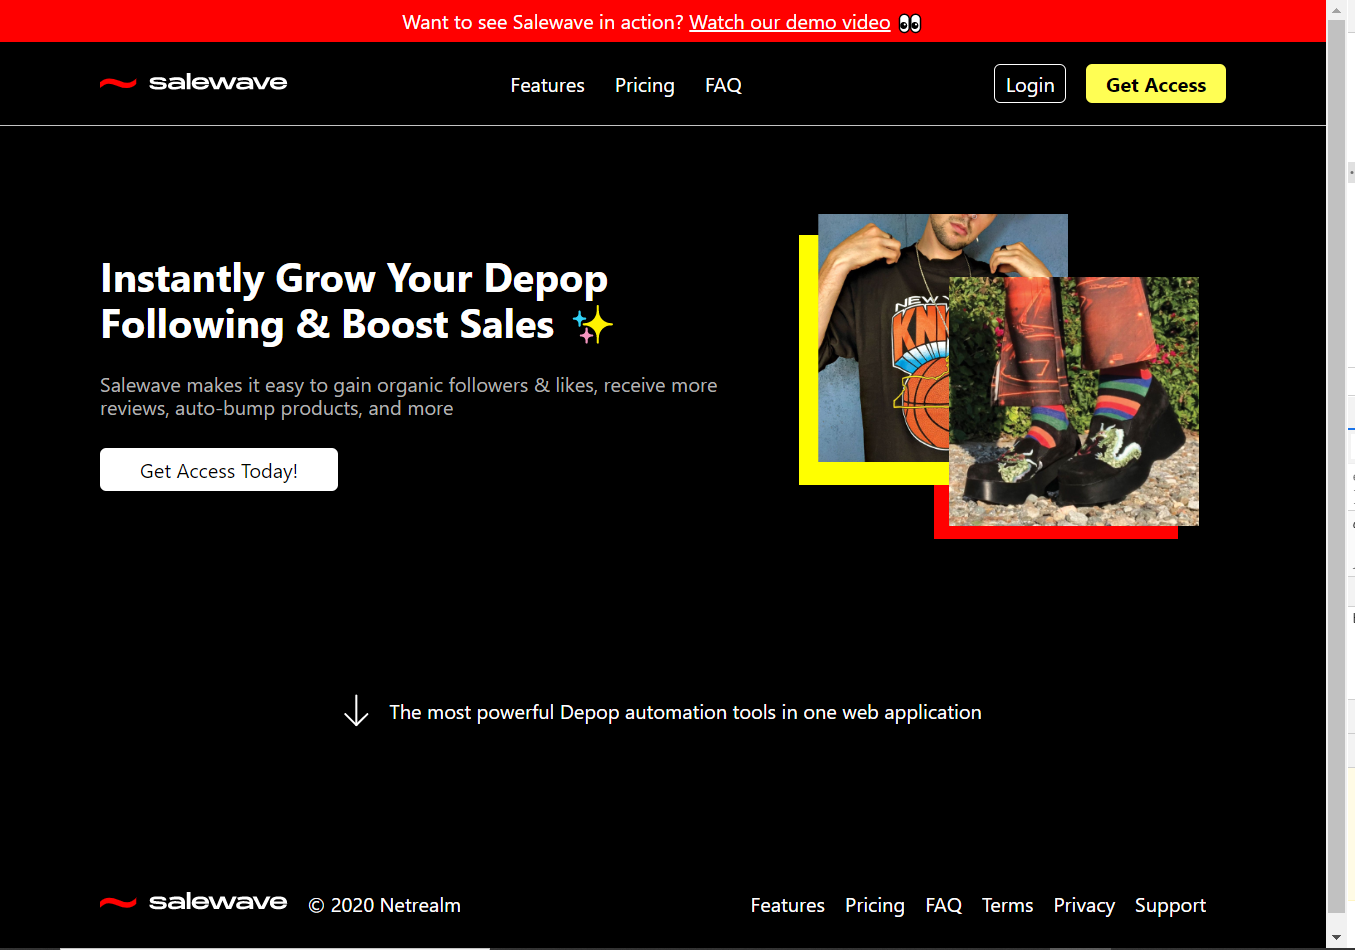 Want to see Salewave in action? Watch our demo video 👀
salewave
Features Pricing FAQ
Login Get Access
Instantly Grow Your Depop
Following & Boost Sales ✨
Salewave makes it easy to gain organic followers & likes, receive more
reviews, auto-bump products, and more
Get Access Today!
NEW
The most powerful Depop automation tools in one web application
salewave © 2020 Netrealm
Features Pricing FAQ Terms Privacy Support